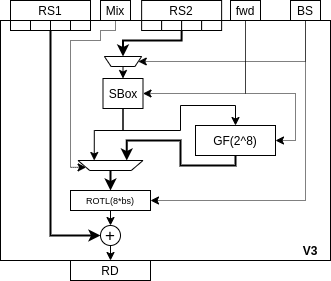 RS1
Mix
RS2
fwd
BS
SBox
GF(2^8)
ROTL(8*bs)
+
V3
RD